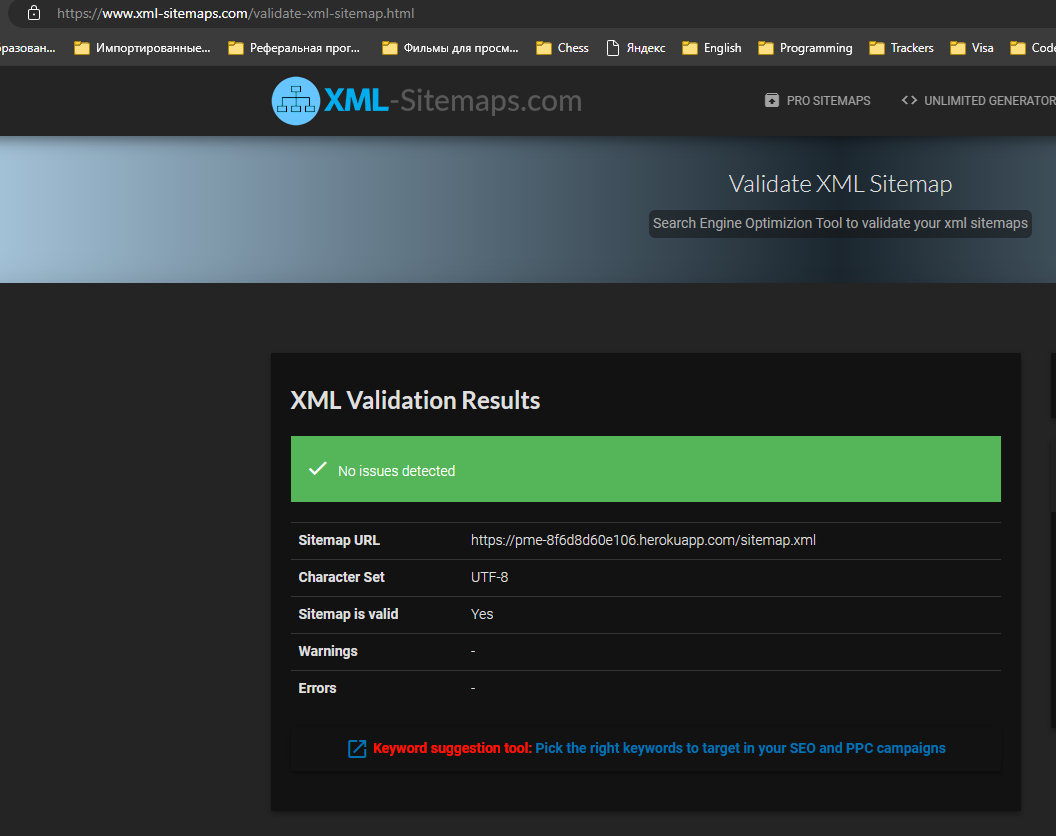 https://www.xml-sitemaps.com/validate-xml-sitemap.html
Импортированные... Реферальная прог... Фильмы для просм... Chess Яндекс English Programming Trackers Visa
XML-Sitemaps.com PRO SITEMAPS <> UNLIMITED GENERATOR
Validate XML Sitemap
Search Engine Optimizion Tool to validate your xml sitemaps
XML Validation Results
No issues detected
Sitemap URL https://pme-8f6d8d60e106.herokuapp.com/sitemap.xml
Character Set UTF-8
Sitemap is valid Yes
Warnings -
Errors -
Keyword suggestion tool: Pick the right keywords to target in your SEO and PPC campaigns